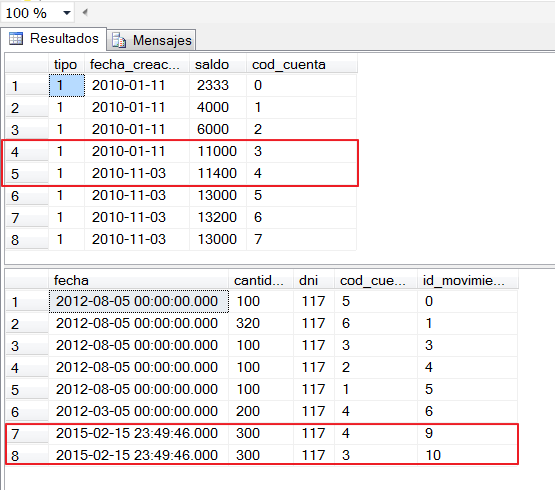 100 %
Resultados Mensajes
tipo fecha_creac... saldo cod_cuenta
1 1 2010-01-11 2333 0
2 1 2010-01-11 4000 1
3 1 2010-01-11 6000 2
4 1 2010-01-11 11000 3
5 1 2010-11-03 11400 4
6 1 2010-11-03 13000 5
7 1 2010-11-03 13200 6
8 1 2010-11-03 13000 7
fecha cantid... dni cod_cue... id_movimie...
1 2012-08-05 00:00:00.000 100 117 5 0
2 2012-08-05 00:00:00.000 320 117 6 1
3 2012-08-05 00:00:00.000 100 117 3 3
4 2012-08-05 00:00:00.000 100 117 2 4
5 2012-08-05 00:00:00.000 100 117 1 5
6 2012-03-05 00:00:00.000 200 117 4 6
7 2015-02-15 23:49:46.000 300 117 4 9
8 2015-02-15 23:49:46.000 300 117 3 10